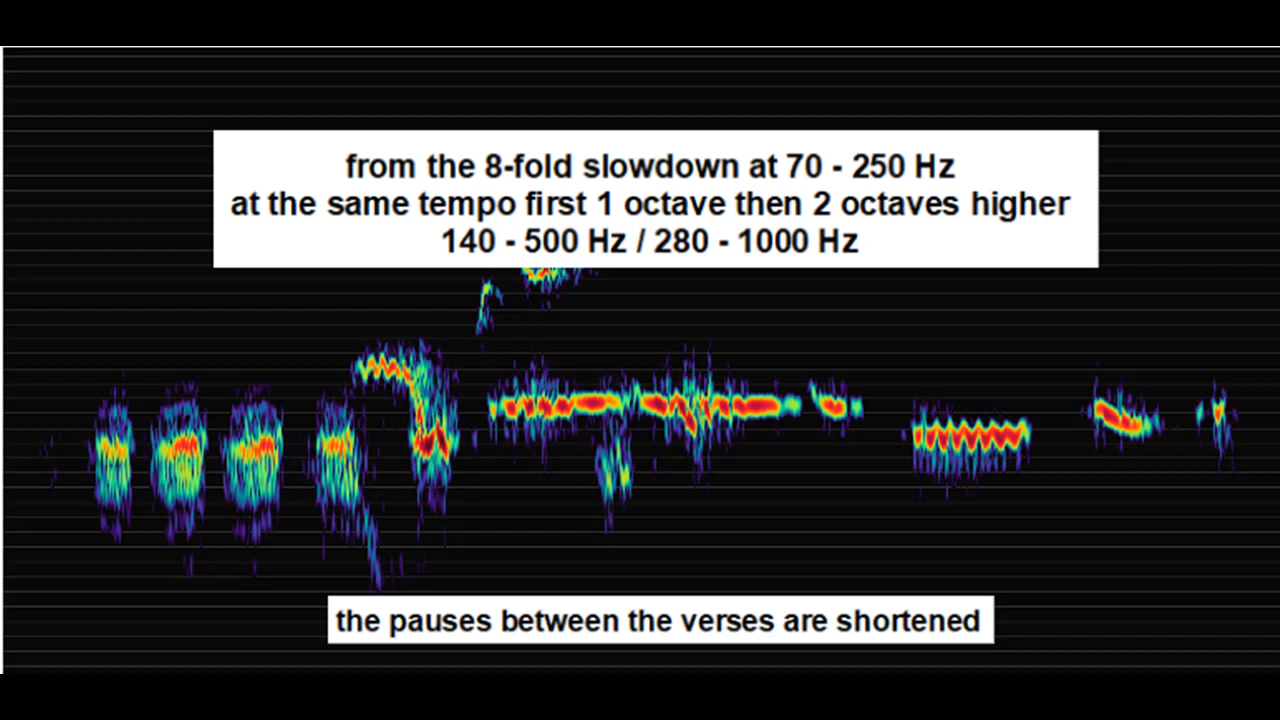 from the 8-fold slowdown at 70 - 250 Hz
at the same tempo first 1 octave then 2 octaves higher
140 - 500 Hz / 280 - 1000 Hz
the pauses between the verses are shortened